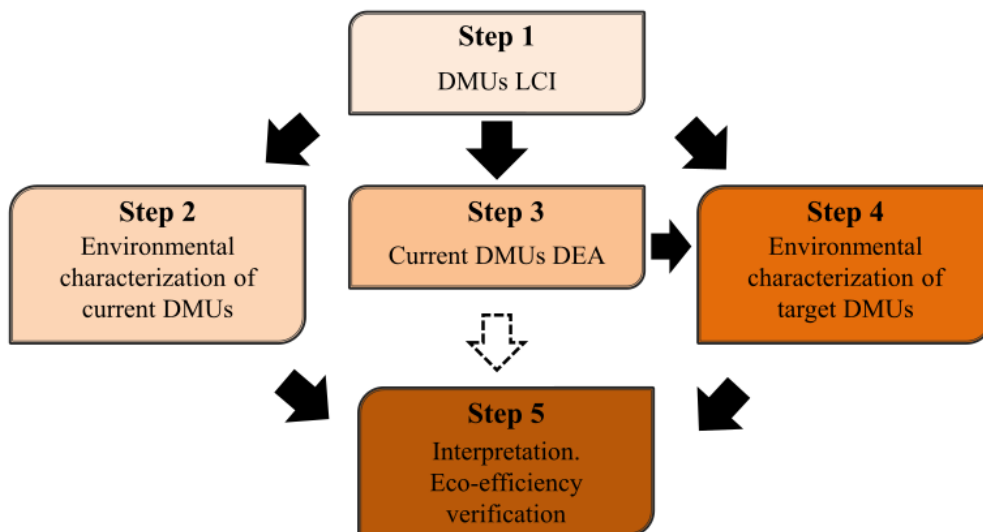 Step 1
DMUs LCI
Step 2
Environmental
characterization of
current DMUs
Step 3
Current DMUs DEA
Step 4
Environmental
characterization of
target DMUs
Step 5
Interpretation.
Eco-efficiency
verification